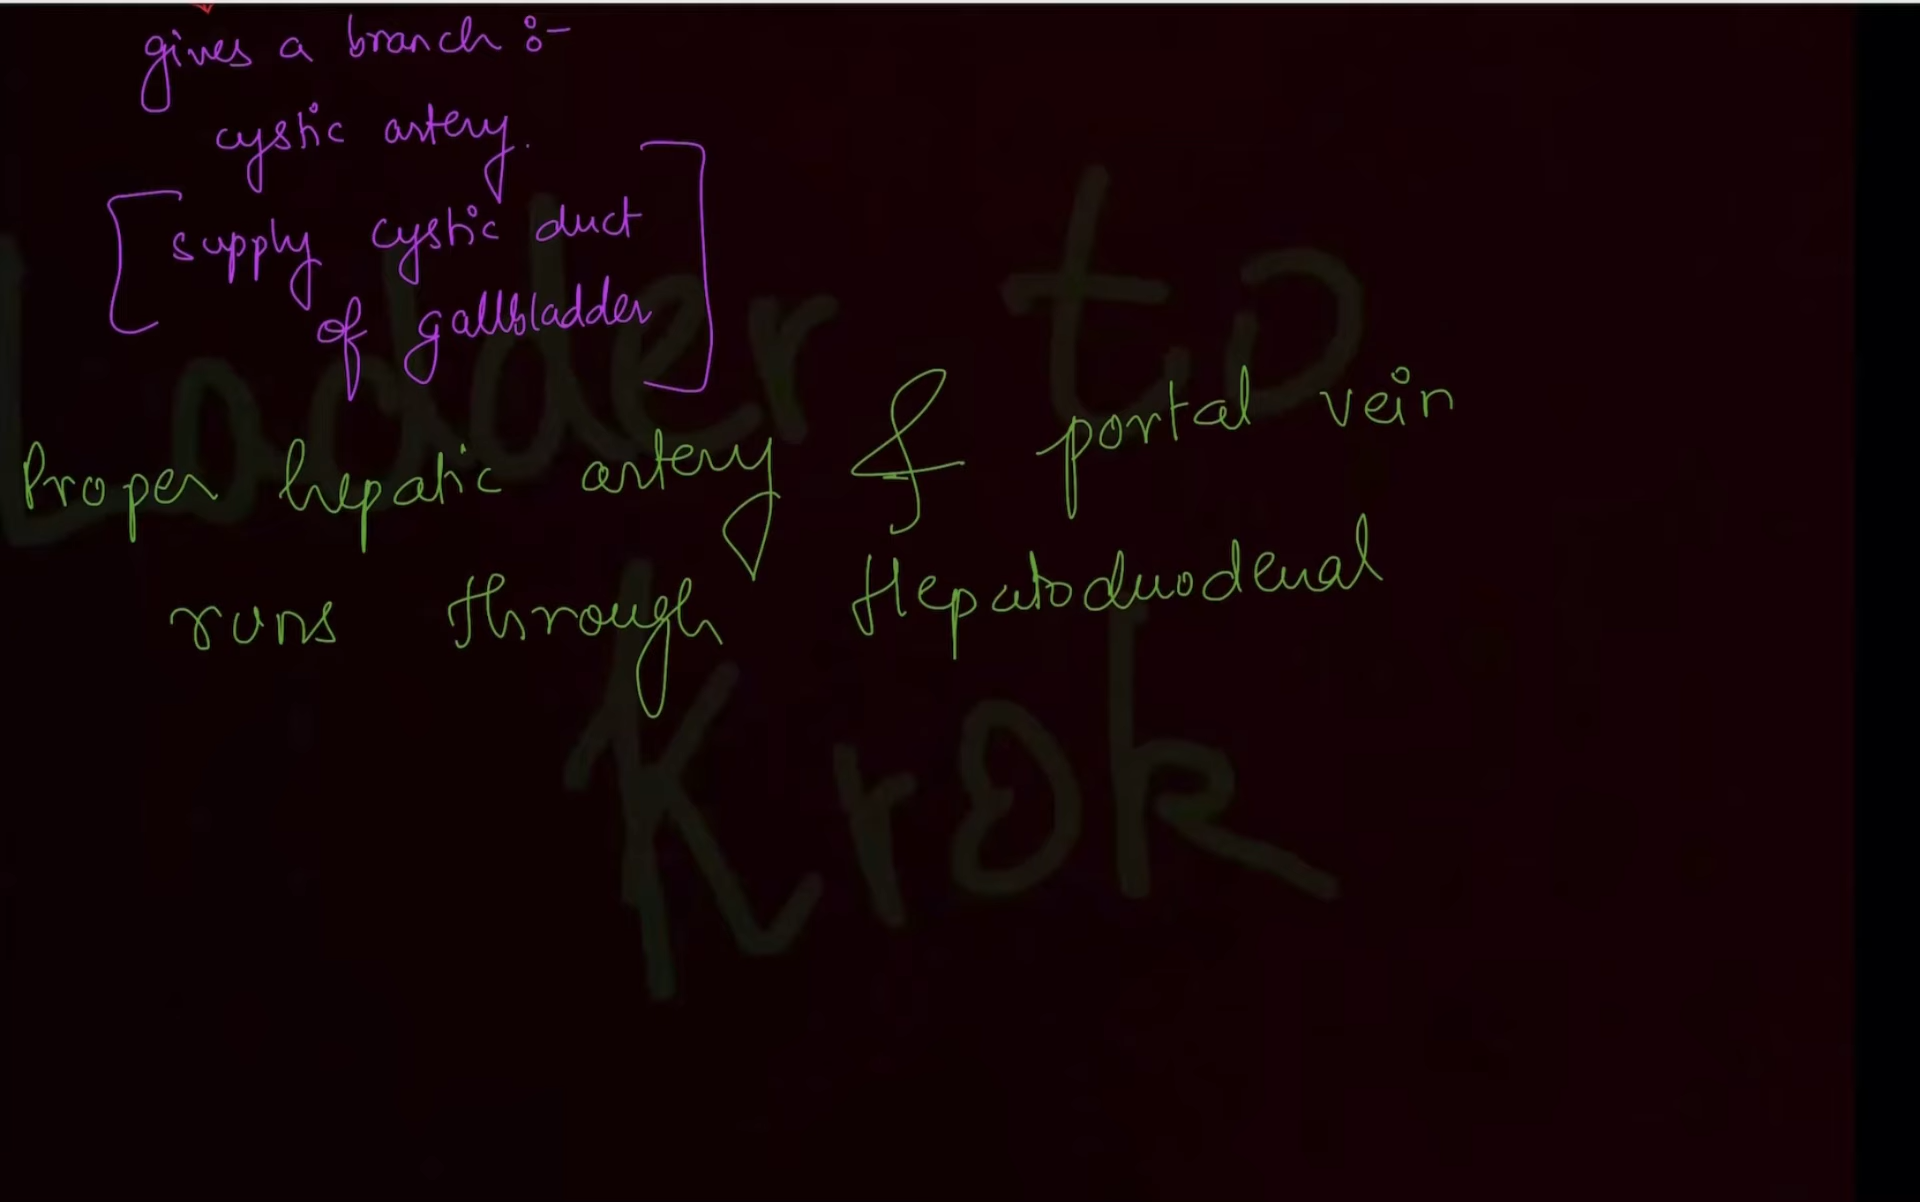 gives a branch :-
cystic artery.
[supply cystic duct
of gallbladder]
Proper hepatic artery & portal vein
runs through Hepatoduodenal
Ladder to
Krok